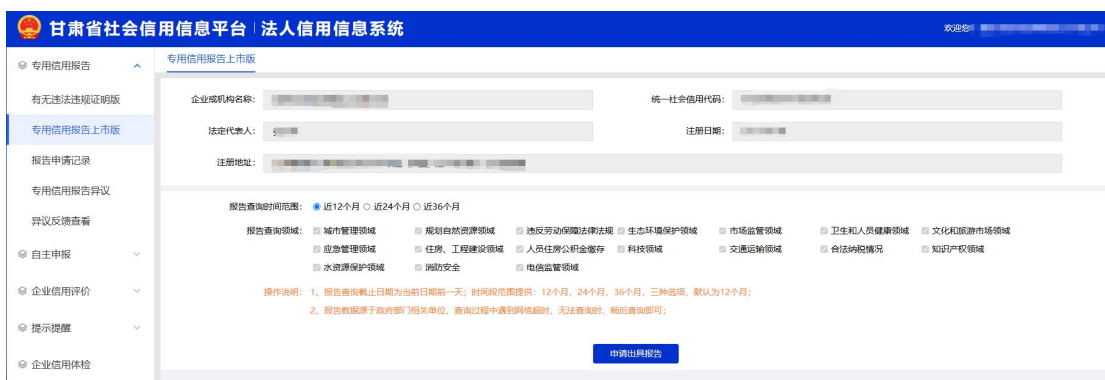 甘肃省社会信用信息平台 | 法人信用信息系统
欢迎您!
专用信用报告
有无违法违规证明版
专用信用报告上市版
报告申请记录
专用信用报告异议
异议反馈查看
自主申报
企业信用评价
提示提醒
企业信用体检
专用信用报告上市版
企业或机构名称: 统一社会信用代码:
法定代表人: 注册日期:
注册地址:
报告查询时间范围: 近12个月 近24个月 近36个月
报告查询领域: 城市管理领域 规划自然资源领域 违反劳动保障法律法规 生态环境保护领域 市场监管领域 卫生和人员健康领域 文化和旅游市场领域
应急管理领域 住房、工程建设领域 人员住房公积金缴存 科技领域 交通运输领域 合法纳税情况 知识产权领域
水资源保护领域 消防安全 电信监管领域
操作说明: 1、报告查询截止日期为当前日期前一天;时间段范围提供:12个月、24个月、36个月,三种选项,默认为12个月;
2、报告数据源于政府部门相关单位、查询过程中遇到网络超时、无法查询时、稍后查询即可;
申请出具报告